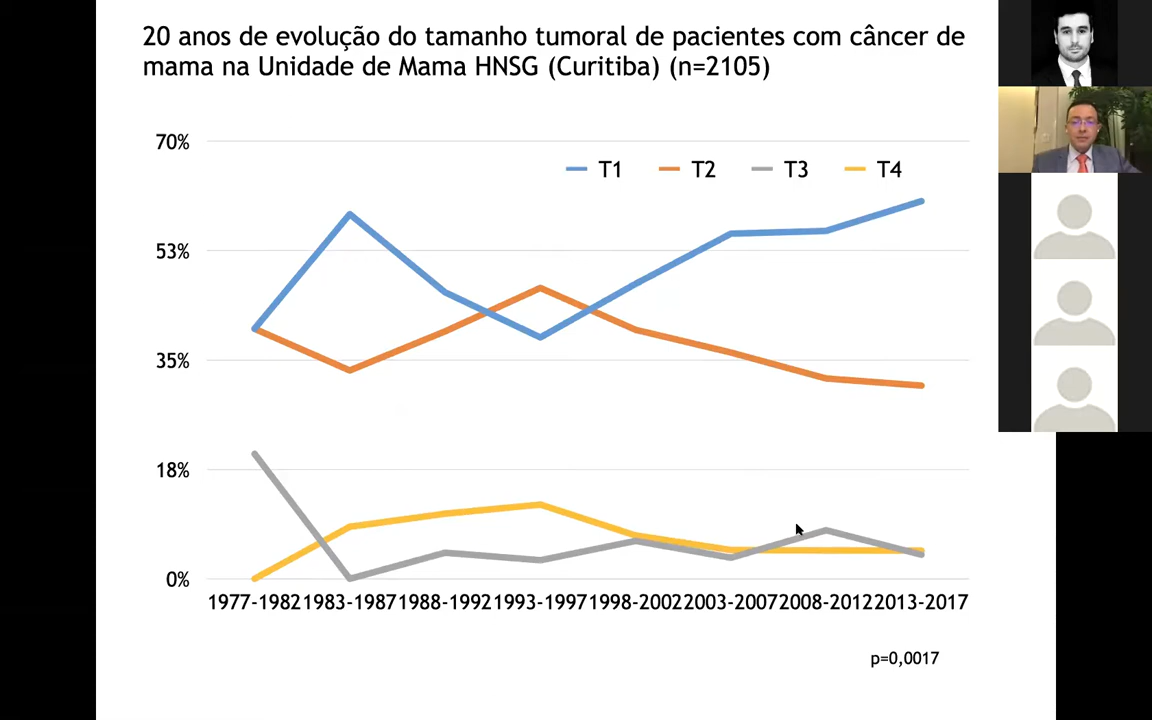 20 anos de evolução do tamanho tumoral de pacientes com câncer de
mama na Unidade de Mama HNSG (Curitiba) (n=2105)
70%
T1 T2 T3 T4
53%
35%
18%
0%
1977-1982 1983-1987 1988-1992 1993-1997 1998-2002 2003-2007 2008-2012 2013-2017
p=0,0017